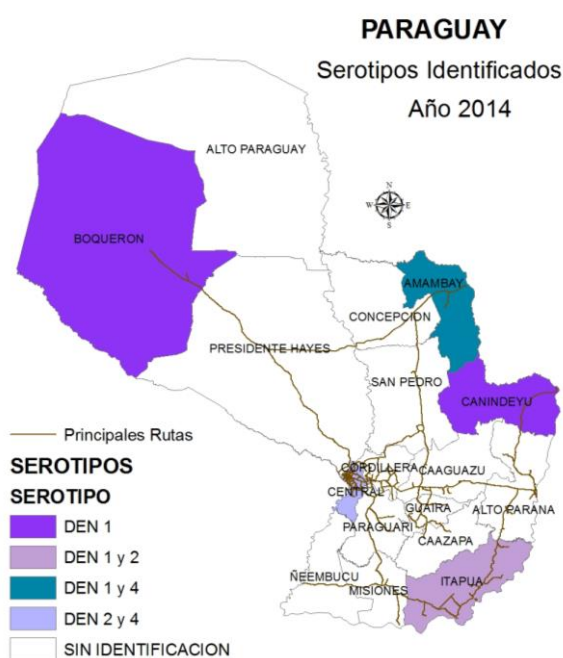 PARAGUAY
Serotipos Identificados
Año 2014
ALTO PARAGUAY
N
W E
S
BOQUERON
AMAMBAY
CONCEPCION
PRESIDENTE HAYES
SAN PEDRO
CANINDEYU
Principales Rutas
SEROTIPOS
SEROTIPO
DEN 1
DEN 1 y 2
DEN 1 y 4
DEN 2 y 4
SIN IDENTIFICACION
CORDILLERA
CAAGUAZU
CENTRAL
GUAIRA
ALTO PARANA
PARAGUARI
CAAZAPA
ÑEEMBUCU
MISIONES
ITAPUA